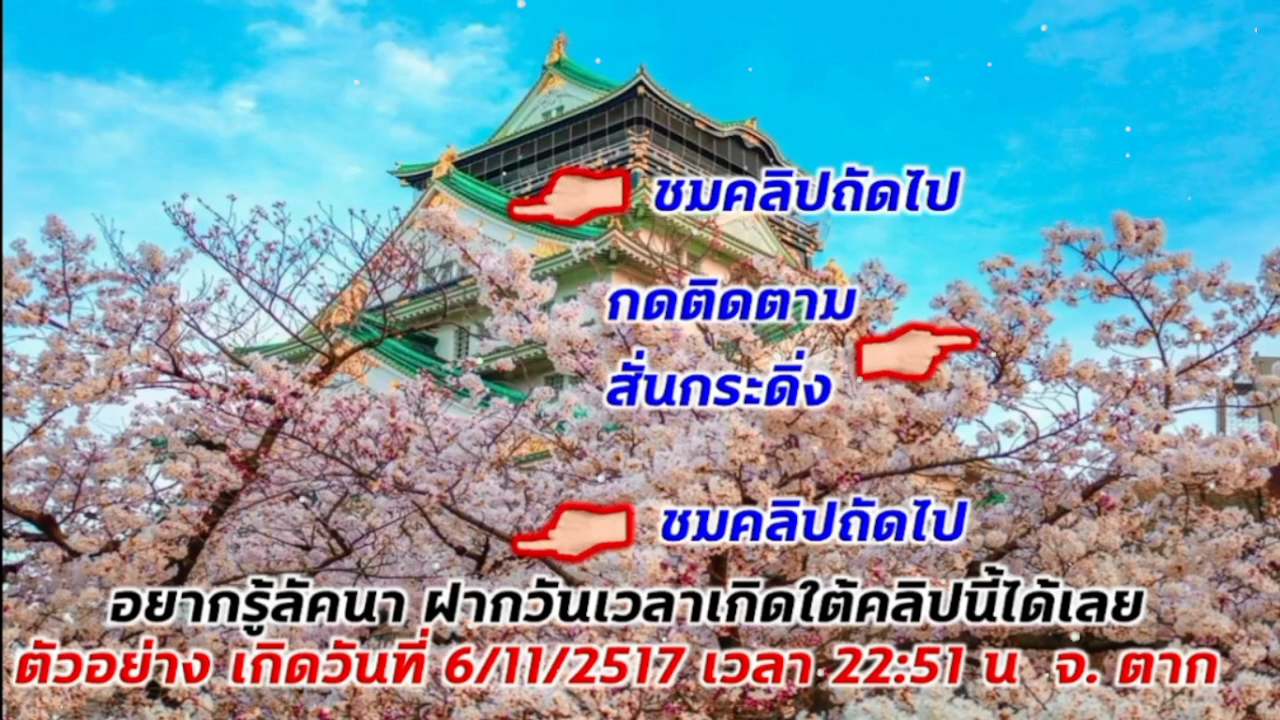 ชมคลิปถัดไป
กดติดตาม
สั่นกระดิ่ง
ชมคลิปถัดไป
อยากรู้ลัคนา ฝากวันเวลาเกิดใต้คลิปนี้ได้เลย
ตัวอย่าง เกิดวันที่ 6/11/2517 เวลา 22:51 น จ. ตาก